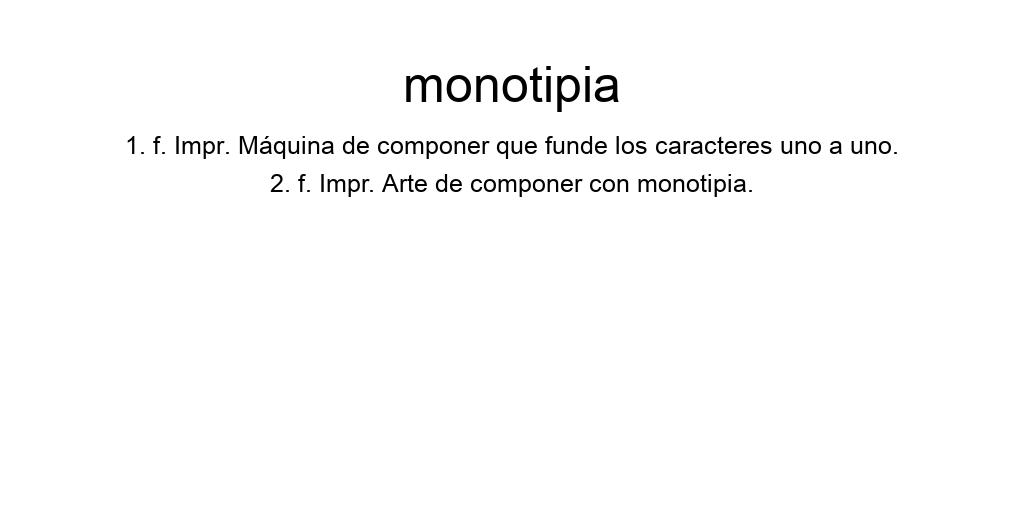 monotipia
1. f. Impr. Máquina de componer que funde los caracteres uno a uno.
2. f. Impr. Arte de componer con monotipia.